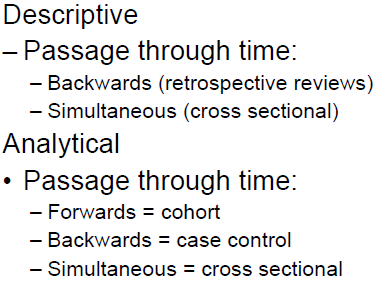 Descriptive
– Passage through time:
– Backwards (retrospective reviews)
– Simultaneous (cross sectional)
Analytical
• Passage through time:
– Forwards = cohort
– Backwards = case control
– Simultaneous = cross sectional